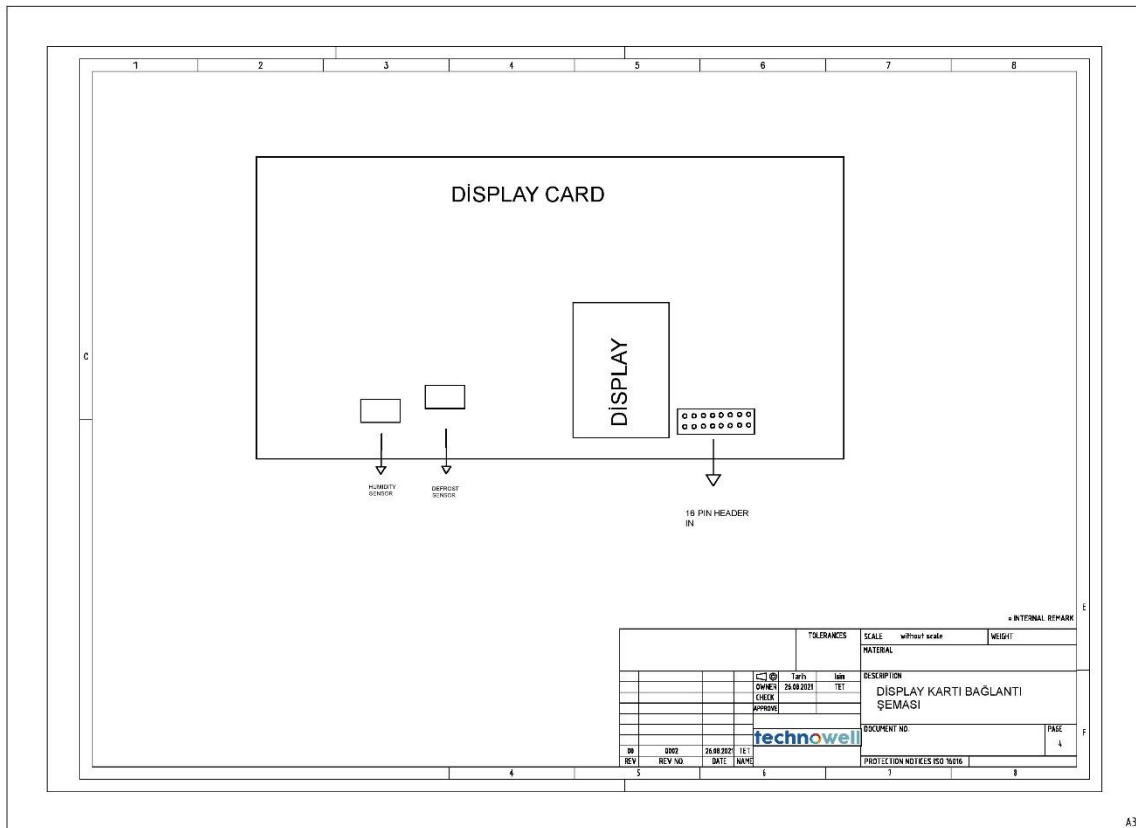 1 2 3 4 5 6 7 8
DİSPLAY CARD
C
DİSPLAY
HUMIDITY
SENSOR
DEFROST
SENSOR
16 PIN HEADER
IN
= INTERNAL REMARK
E
TOLERANCES
SCALE without scale
WEIGHT
MATERIAL
Tarih İsim
OWNER 26.08.2021 TET
CHECK
APPROVE
DESCRIPTION
DİSPLAY KARTI BAĞLANTI
ŞEMASI
technowell
DOCUMENT NO.
PAGE
4
F
00 0002 26.08.2021 TET
REV REV NO. DATE NAME
PROTECTION NOTICES ISO 16016
4 5 6 7 8
A3